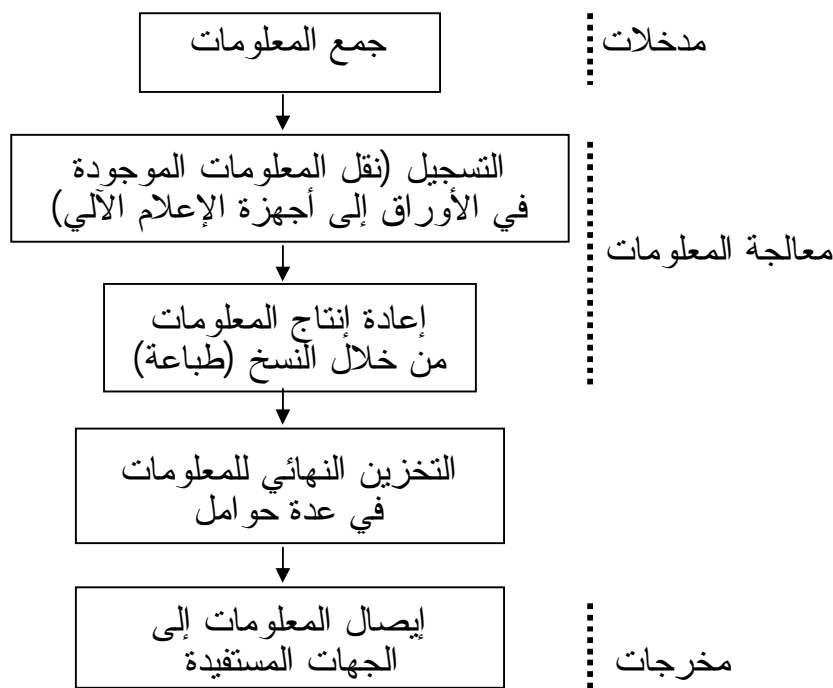 جمع المعلومات
مدخلات
التسجيل (نقل المعلومات الموجودة
في الأوراق إلى أجهزة الإعلام الآلي)
معالجة المعلومات
إعادة إنتاج المعلومات
من خلال النسخ (طباعة)
التخزين النهائي للمعلومات
في عدة حوامل
إيصال المعلومات إلى
الجهات المستفيدة
مخرجات